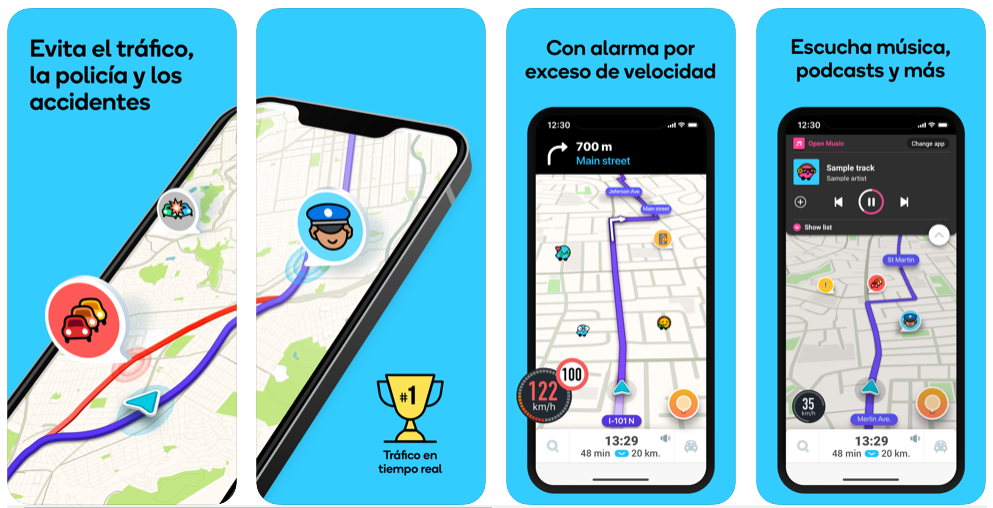 Evita el tráfico,
la policía y los
accidentes
#1
Tráfico en
tiempo real
Con alarma por
exceso de velocidad
12:30
700 m
Main street
Jeferson Ave.
Main street
100
122
km/h
I-101 N
13:29
48 min 20 km.
Escucha música,
podcasts y más
12:30
Open Music
Change app
Sample track
Sample artist
Show list
St Martin
35
km/h
Merlin Ave.
13:29
48 min 20 km.